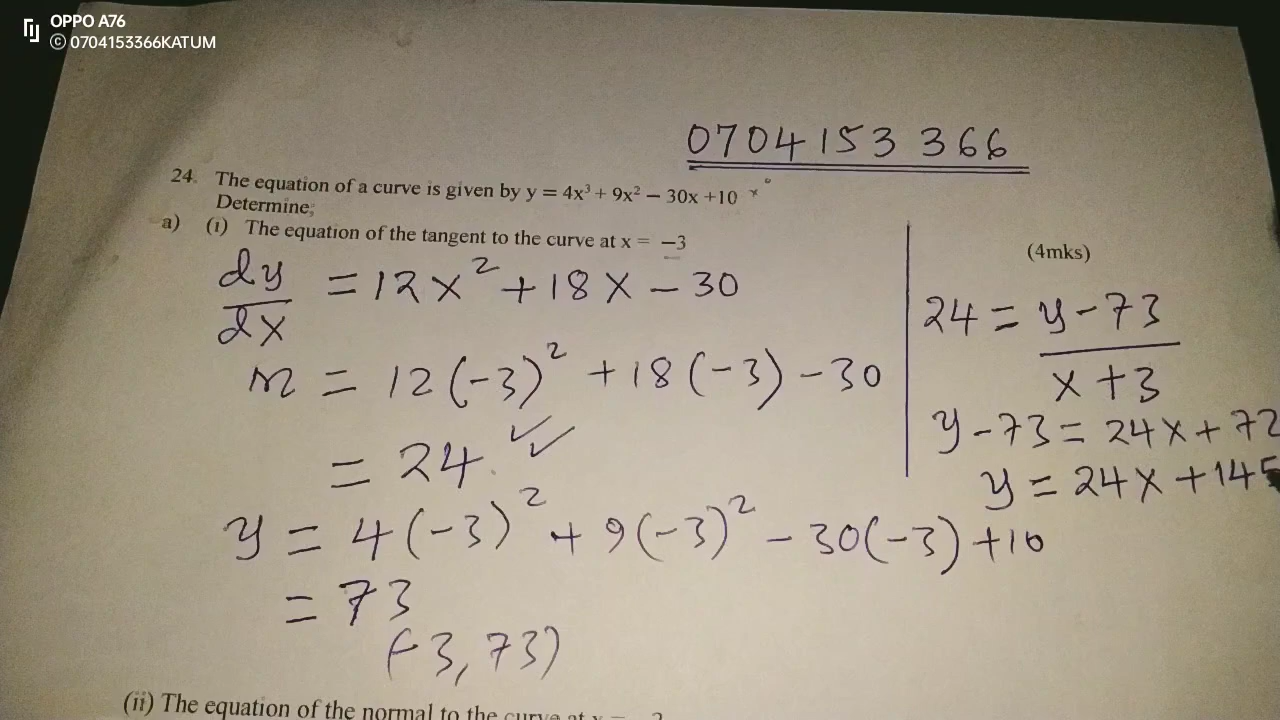 OPPO A76
© 0704153366KATUM
0704153 366
24. The equation of a curve is given by y = 4x³ + 9x² – 30x +10
Determine;
a) (i) The equation of the tangent to the curve at x = –3
(4mks)
dy/dx = 12x² + 18x – 30
m = 12(-3)² + 18(-3) - 30
= 24 ✓✓
y = 4(-3)² + 9(-3)² - 30(-3) + 10
= 73
(-3, 73)
24 = y - 73 / x + 3
y - 73 = 24x + 72
y = 24x + 145
(ii) The equation of the normal to the curve at x =